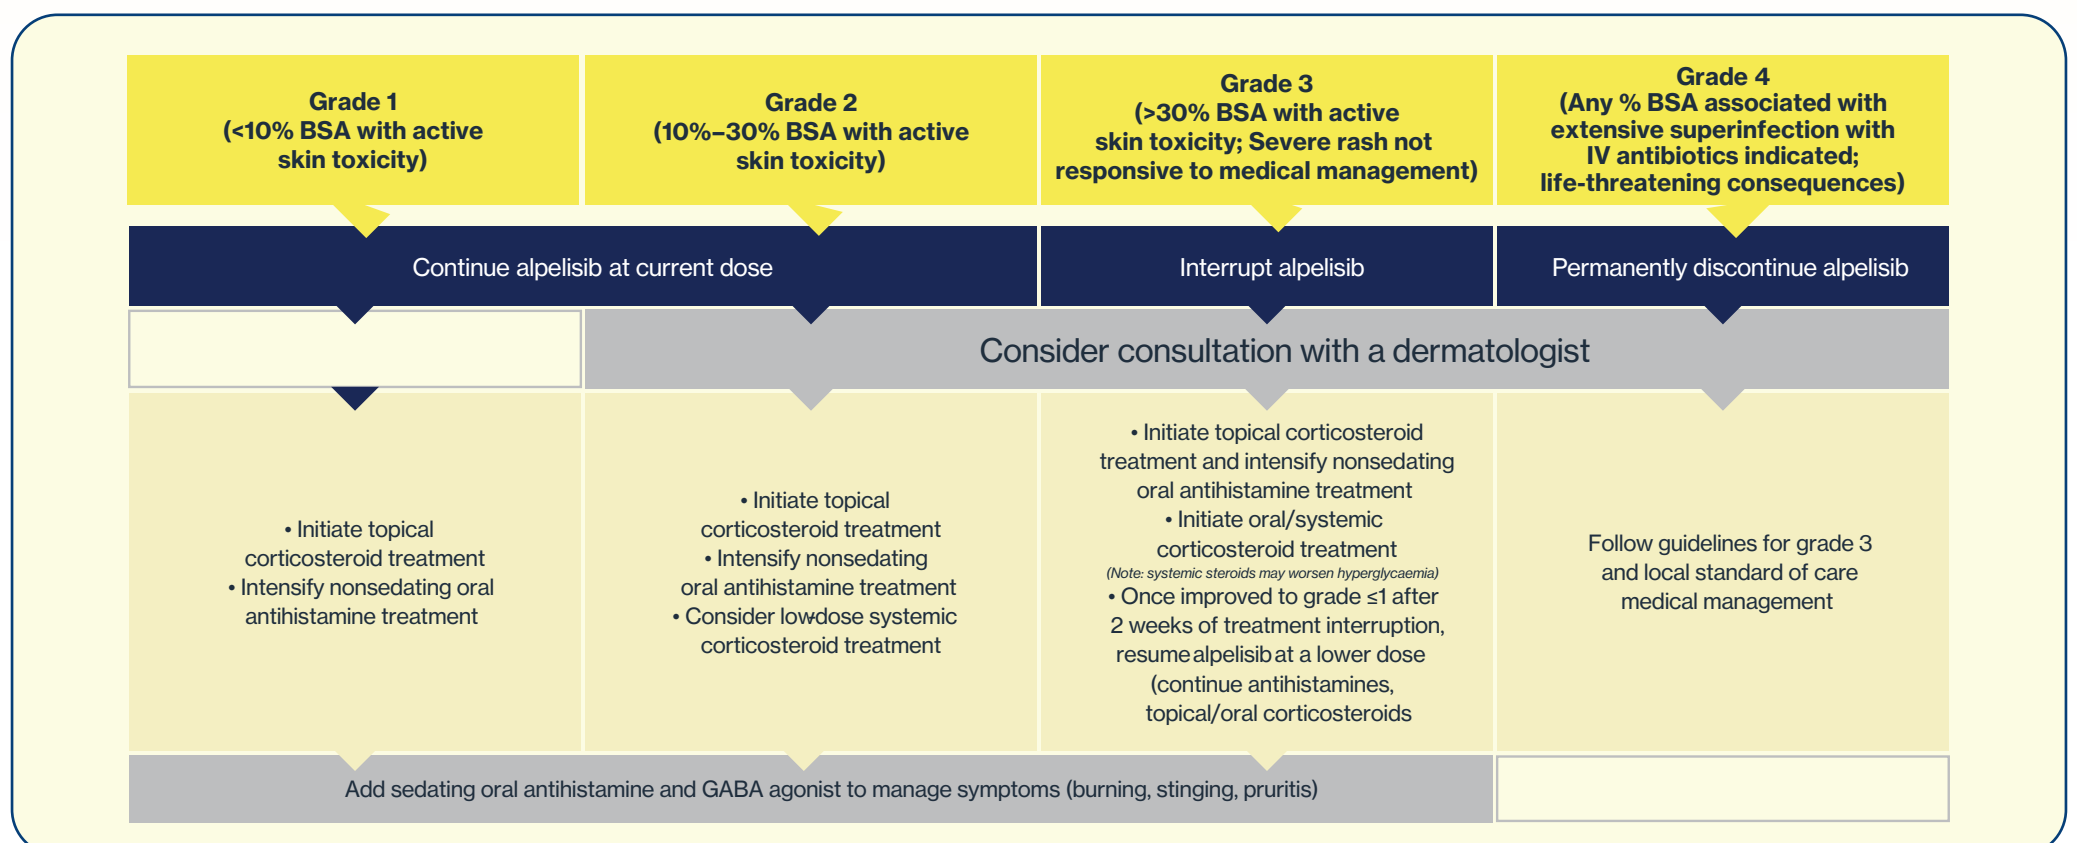 Grade 1
(<10% BSA with active
skin toxicity)
Grade 2
(10%–30% BSA with active
skin toxicity)
Grade 3
(>30% BSA with active
skin toxicity; Severe rash not
responsive to medical management)
Grade 4
(Any % BSA associated with
extensive superinfection with
IV antibiotics indicated;
life-threatening consequences)
Continue alpelisib at current dose
Interrupt alpelisib
Permanently discontinue alpelisib
Consider consultation with a dermatologist
• Initiate topical
corticosteroid treatment
• Intensify nonsedating oral
antihistamine treatment
• Initiate topical
corticosteroid treatment
• Intensify nonsedating
oral antihistamine treatment
• Consider low-dose systemic
corticosteroid treatment
• Initiate topical corticosteroid
treatment and intensify nonsedating
oral antihistamine treatment
• Initiate oral/systemic
corticosteroid treatment
(Note: systemic steroids may worsen hyperglycaemia)
• Once improved to grade ≤1 after
2 weeks of treatment interruption,
resume alpelisib at a lower dose
(continue antihistamines,
topical/oral corticosteroids
Follow guidelines for grade 3
and local standard of care
medical management
Add sedating oral antihistamine and GABA agonist to manage symptoms (burning, stinging, pruritis)